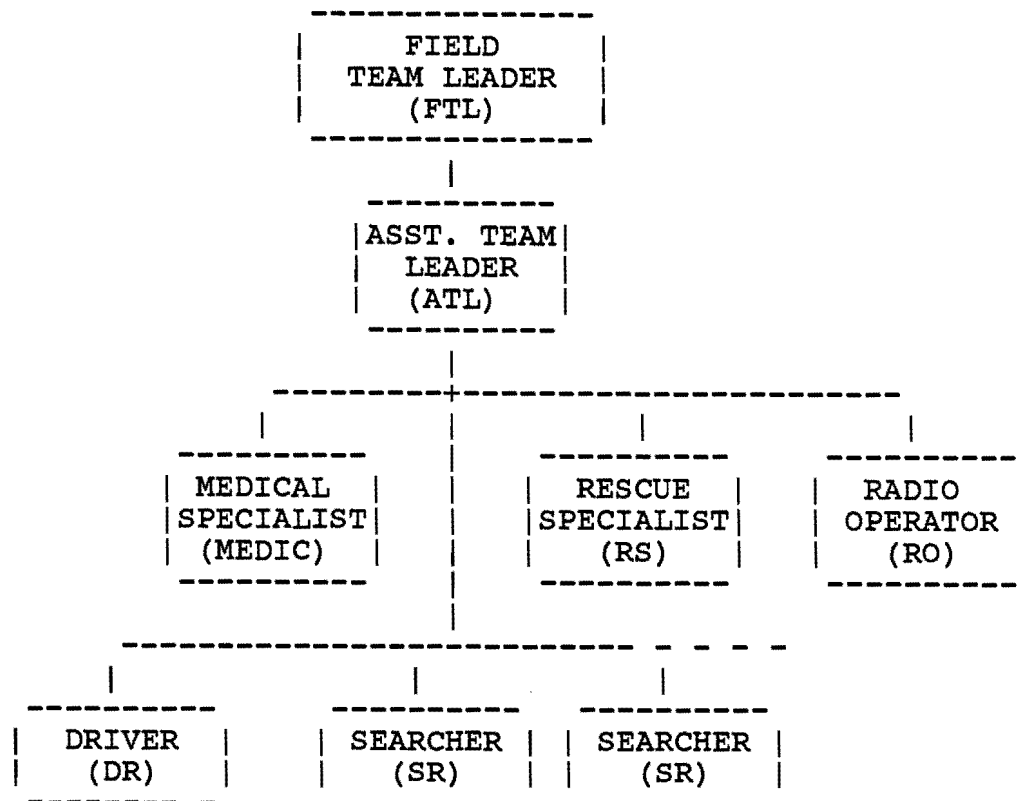 FIELD
TEAM LEADER
(FTL)
ASST. TEAM
LEADER
(ATL)
MEDICAL
SPECIALIST
(MEDIC)
RESCUE
SPECIALIST
(RS)
RADIO
OPERATOR
(RO)
DRIVER
(DR)
SEARCHER
(SR)
SEARCHER
(SR)